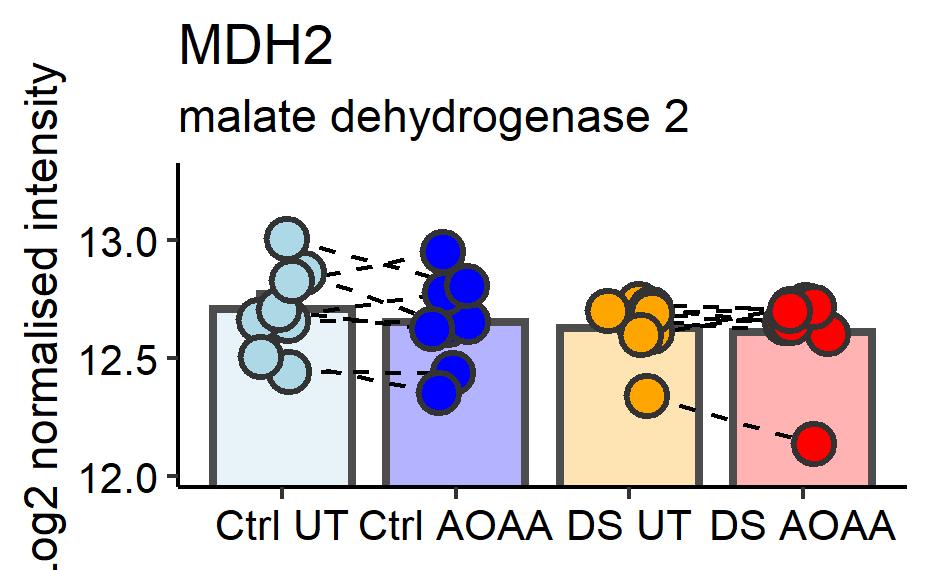 MDH2
malate dehydrogenase 2
Log2 normalised intensity
13.0
12.5
12.0
Ctrl UT Ctrl AOAA DS UT DS AOAA